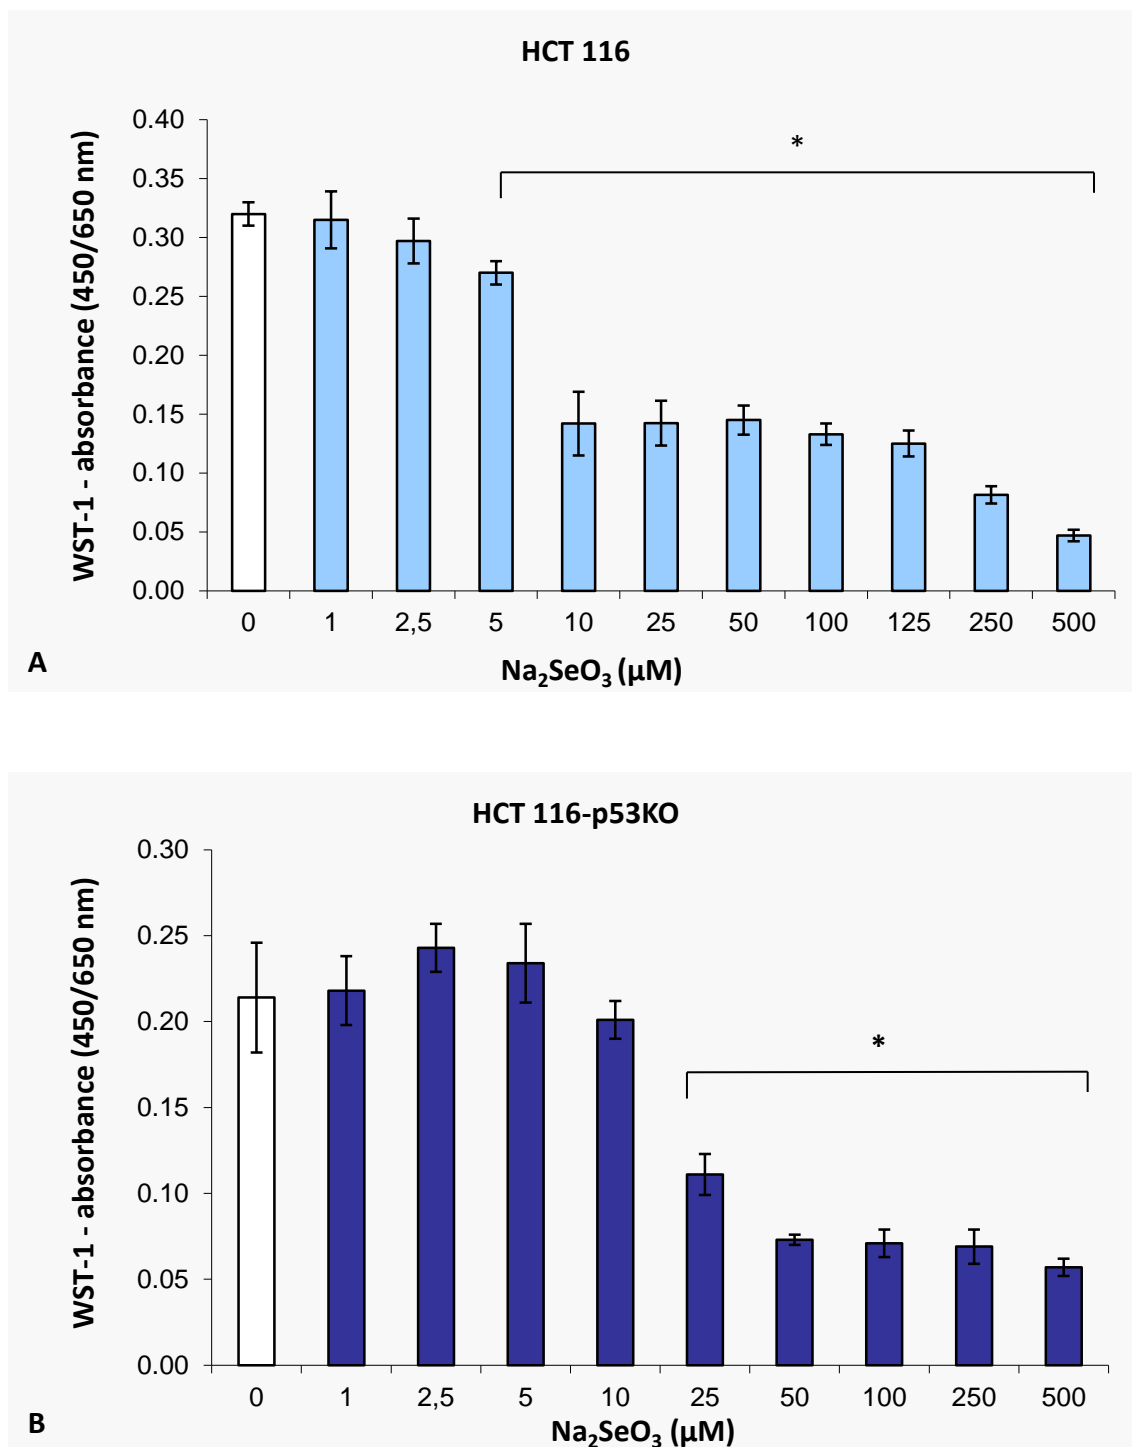 HCT 116
*
0.40
0.35
0.30
0.25
0.20
0.15
0.10
0.05
0.00
WST-1 - absorbance (450/650 nm)
0 1 2,5 5 10 25 50 100 125 250 500
A
Na₂SeO₃ (µM)
HCT 116-p53KO
*
0.30
0.25
0.20
0.15
0.10
0.05
0.00
WST-1 - absorbance (450/650 nm)
0 1 2,5 5 10 25 50 100 250 500
B
Na₂SeO₃ (µM)